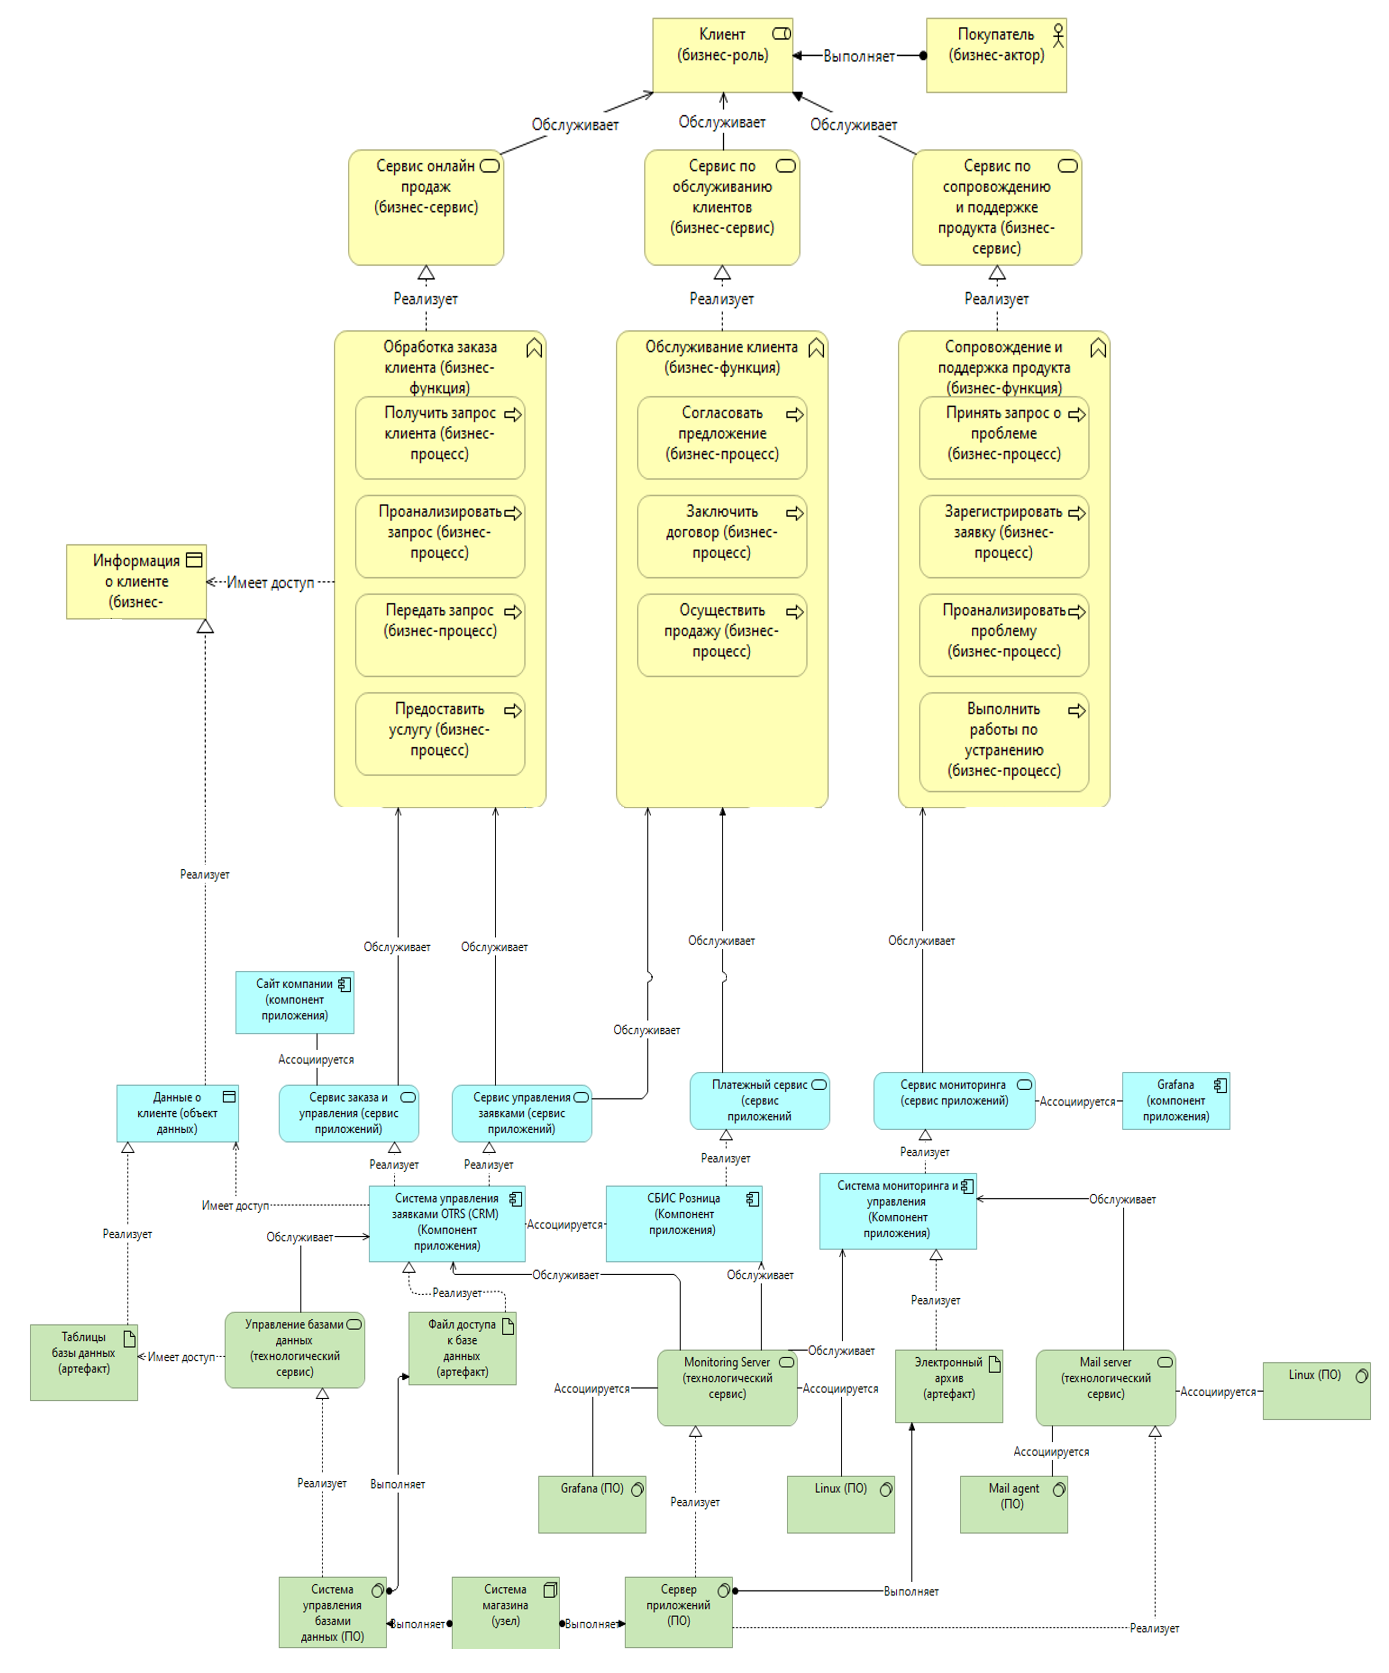 Клиент
(бизнес-роль)
Выполняет
Покупатель
(бизнес-актор)
Обслуживает
Обслуживает
Обслуживает
Сервис онлайн
продаж
(бизнес-сервис)
Сервис по
обслуживанию
клиентов
(бизнес-сервис)
Сервис по
сопровождению
и поддержке
продукта (бизнес-
сервис)
Реализует
Реализует
Реализует
Обработка заказа
клиента (бизнес-
функция)
Получить запрос
клиента (бизнес-
процесс)
Проанализировать
запрос (бизнес-
процесс)
Передать запрос
(бизнес-процесс)
Предоставить
услугу (бизнес-
процесс)
Обслуживание клиента
(бизнес-функция)
Согласовать
предложение
(бизнес-процесс)
Заключить
договор (бизнес-
процесс)
Осуществить
продажу (бизнес-
процесс)
Сопровождение и
поддержка продукта
(бизнес-функция)
Принять запрос о
проблеме
(бизнес-процесс)
Зарегистрировать
заявку (бизнес-
процесс)
Проанализировать
проблему
(бизнес-процесс)
Выполнить
работы по
устранению
(бизнес-процесс)
Информация
о клиенте
(бизнес-
Имеет доступ
Реализует
Обслуживает
Обслуживает
Обслуживает
Обслуживает
Обслуживает
Сайт компании
(компонент
приложения)
Ассоциируется
Данные о
клиенте (объект
данных)
Сервис заказа и
управления (сервис
приложений)
Сервис управления
заявками (сервис
приложений)
Платежный сервис
(сервис
приложений
Сервис мониторинга
(сервис приложений)
Ассоциируется
Grafana
(компонент
приложения)
Реализует
Реализует
Реализует
Реализует
Имеет доступ
Система управления
заявками OTRS (CRM)
(Компонент
приложения)
Ассоциируется
СБИС Розница
(Компонент
приложения)
Система мониторинга и
управления
(Компонент
приложения)
Обслуживает
Реализует
Обслуживает
Обслуживает
Обслуживает
Реализует
Реализует
Таблицы
базы данных
(артефакт)
Имеет доступ
Управление базами
данных
(технологический
сервис)
Файл доступа
к базе
данных
(артефакт)
Monitoring Server
(технологический
сервис)
Обслуживает
Электронный
архив
(артефакт)
Mail server
(технологический
сервис)
Ассоциируется
Linux (ПО)
Ассоциируется
Ассоциируется
Ассоциируется
Реализует
Выполняет
Grafana (ПО)
Реализует
Linux (ПО)
Mail agent
(ПО)
Система
управления
базами
данных (ПО)
Выполняет
Система
магазина
(узел)
Выполняет
Сервер
приложений
(ПО)
Выполняет
Реализует